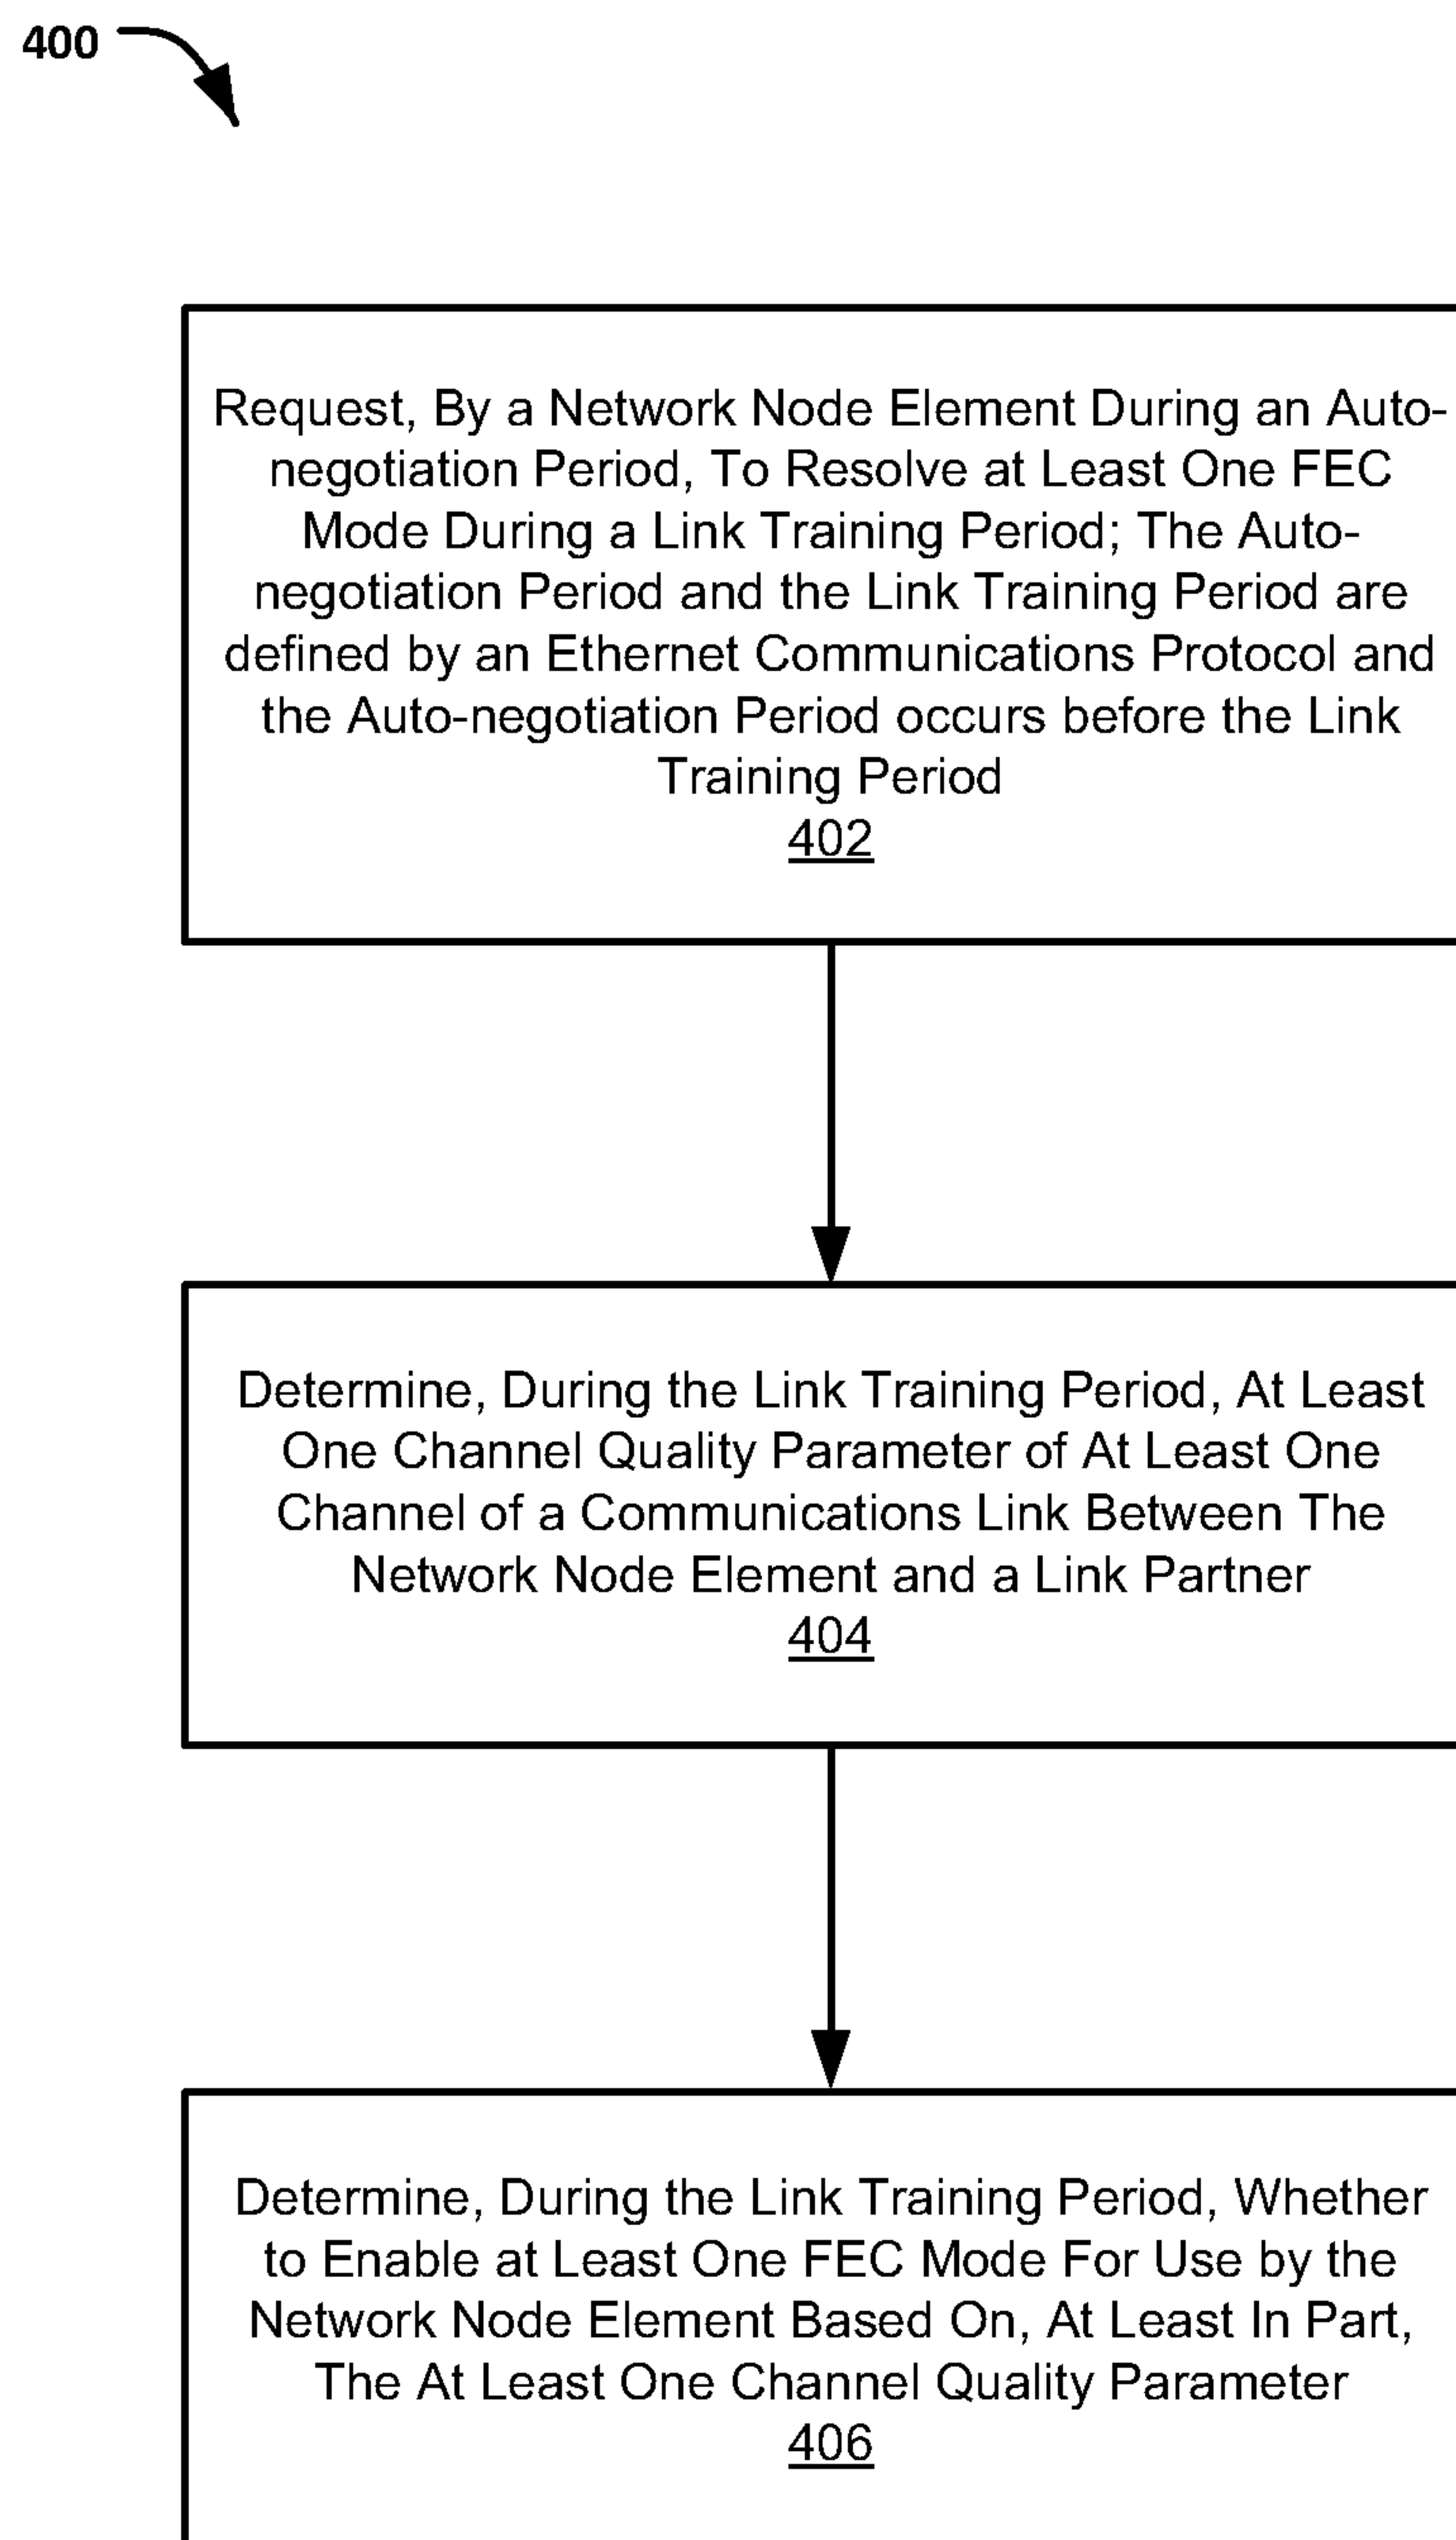 400
Request, By a Network Node Element During an Auto-
negotiation Period, To Resolve at Least One FEC
Mode During a Link Training Period; The Auto-
negotiation Period and the Link Training Period are
defined by an Ethernet Communications Protocol and
the Auto-negotiation Period occurs before the Link
Training Period
402
Determine, During the Link Training Period, At Least
One Channel Quality Parameter of At Least One
Channel of a Communications Link Between The
Network Node Element and a Link Partner
404
Determine, During the Link Training Period, Whether
to Enable at Least One FEC Mode For Use by the
Network Node Element Based On, At Least In Part,
The At Least One Channel Quality Parameter
406